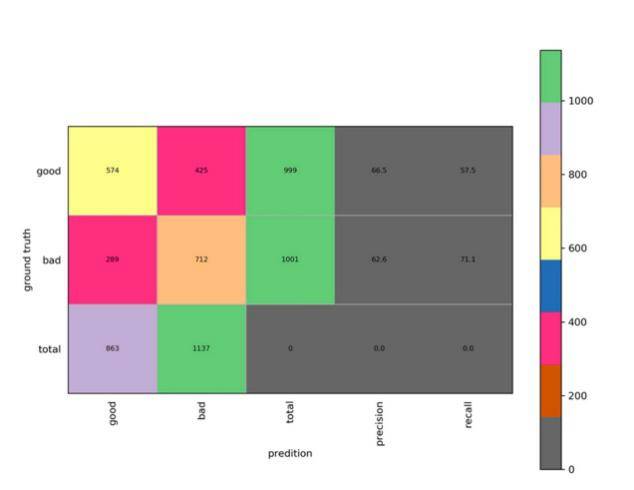 good 574 425 999 66.5 57.5
bad 289 712 1001 62.6 71.1
total 863 1137 0 0.0 0.0
ground truth
good bad total precision recall
predition
1000
800
600
400
200
0